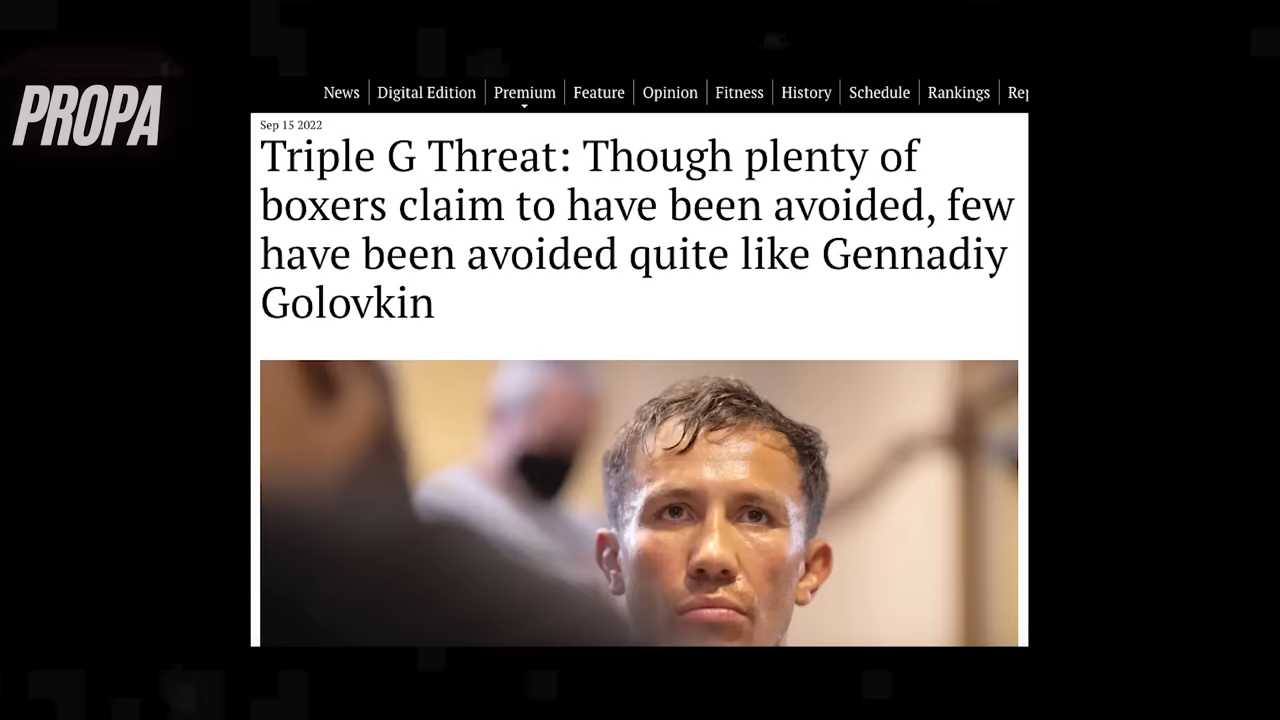 PROPA
News Digital Edition Premium Feature Opinion Fitness History Schedule Rankings Rep
Sep 15 2022
Triple G Threat: Though plenty of
boxers claim to have been avoided, few
have been avoided quite like Gennadiy
Golovkin